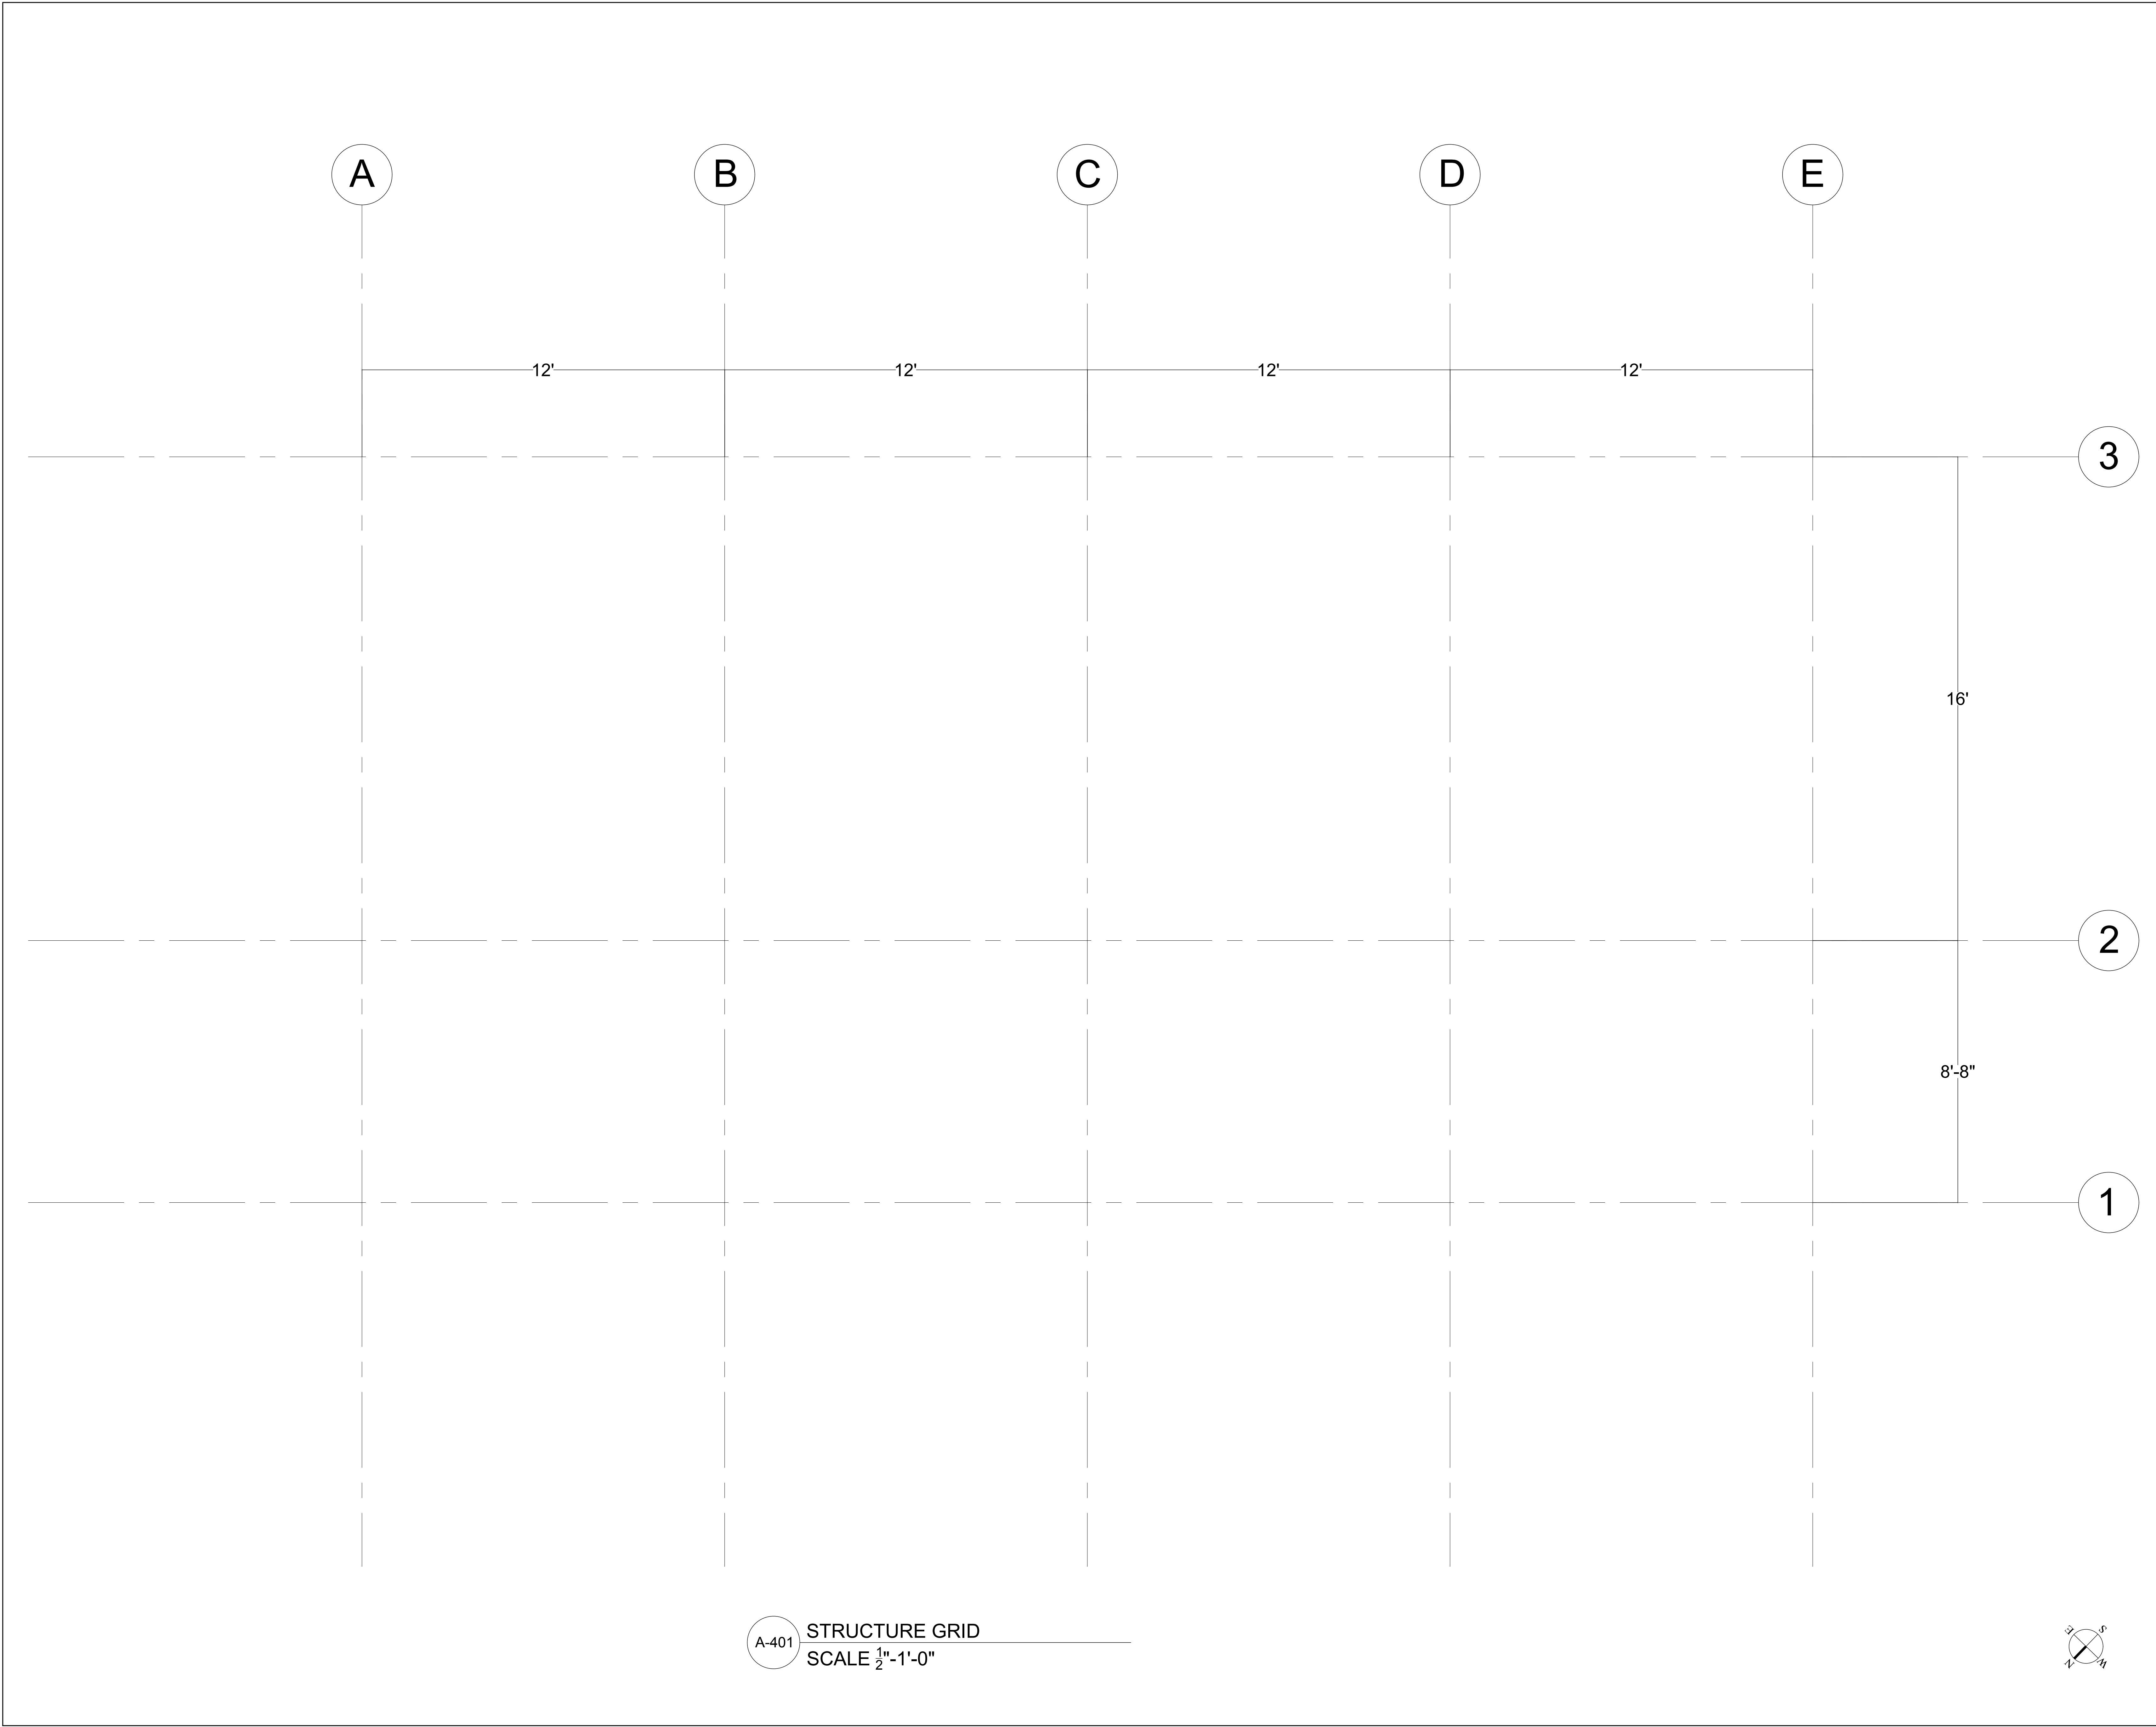 A
B
C
D
E
12'
12'
12'
12'
3
16'
2
8'-8"
1
A-401
STRUCTURE GRID
SCALE 1/2"-1'-0"
E
S
N
W